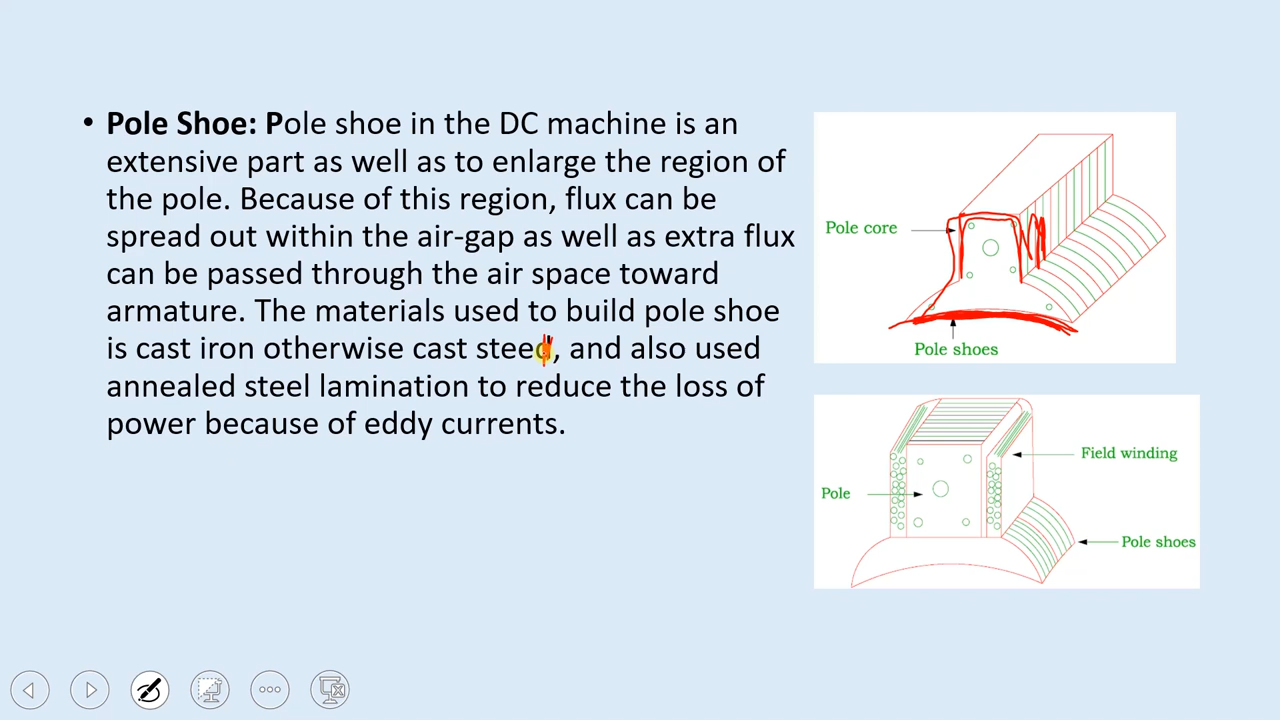 • Pole Shoe: Pole shoe in the DC machine is an
extensive part as well as to enlarge the region of
the pole. Because of this region, flux can be
spread out within the air-gap as well as extra flux
can be passed through the air space toward
armature. The materials used to build pole shoe
is cast iron otherwise cast steed, and also used
annealed steel lamination to reduce the loss of
power because of eddy currents.
Pole core
Pole shoes
Field winding
Pole
Pole shoes